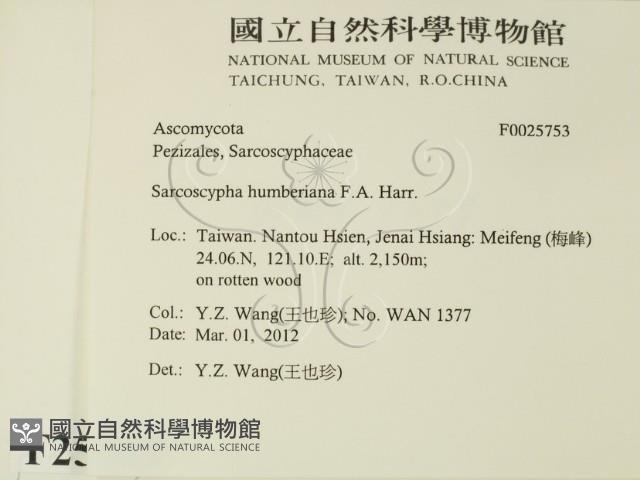 國立自然科學博物館
NATIONAL MUSEUM OF NATURAL SCIENCE
TAICHUNG, TAIWAN, R.O.CHINA
Ascomycota F0025753
Pezizales, Sarcoscyphaceae
Sarcoscypha humberiana F.A. Harr.
Loc.: Taiwan. Nantou Hsien, Jenai Hsiang: Meifeng (梅峰)
24.06.N, 121.10.E; alt. 2,150m;
on rotten wood
Col.: Y.Z. Wang(王也珍); No. WAN 1377
Date: Mar. 01, 2012
Det.: Y.Z. Wang(王也珍)
國立自然科學博物館
NATIONAL MUSEUM OF NATURAL SCIENCE